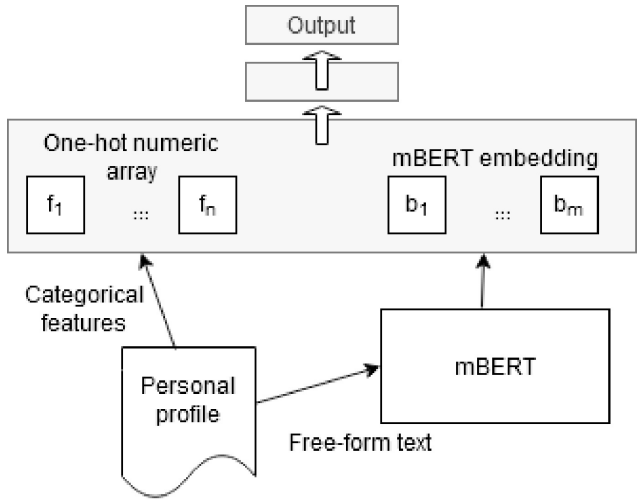 Output
One-hot numeric
array
mBERT embedding
f1
...
fn
b1
...
bm
Categorical
features
Personal
profile
mBERT
Free-form text